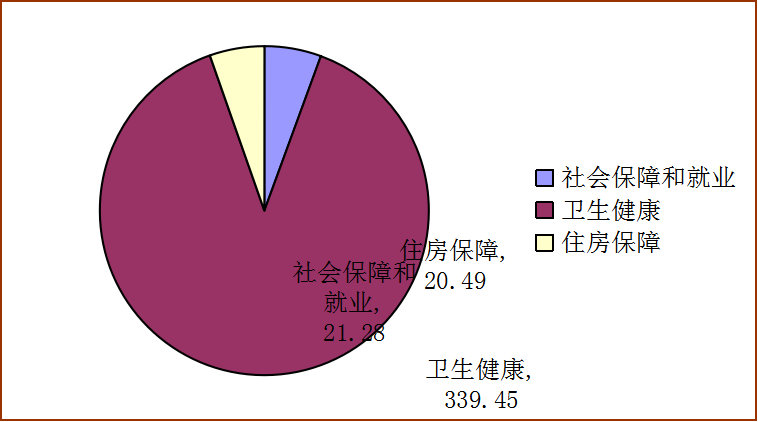 社会保障和就业
卫生健康
住房保障
住房保障,
20.49
社会保障和
就业,
21.28
卫生健康,
339.45